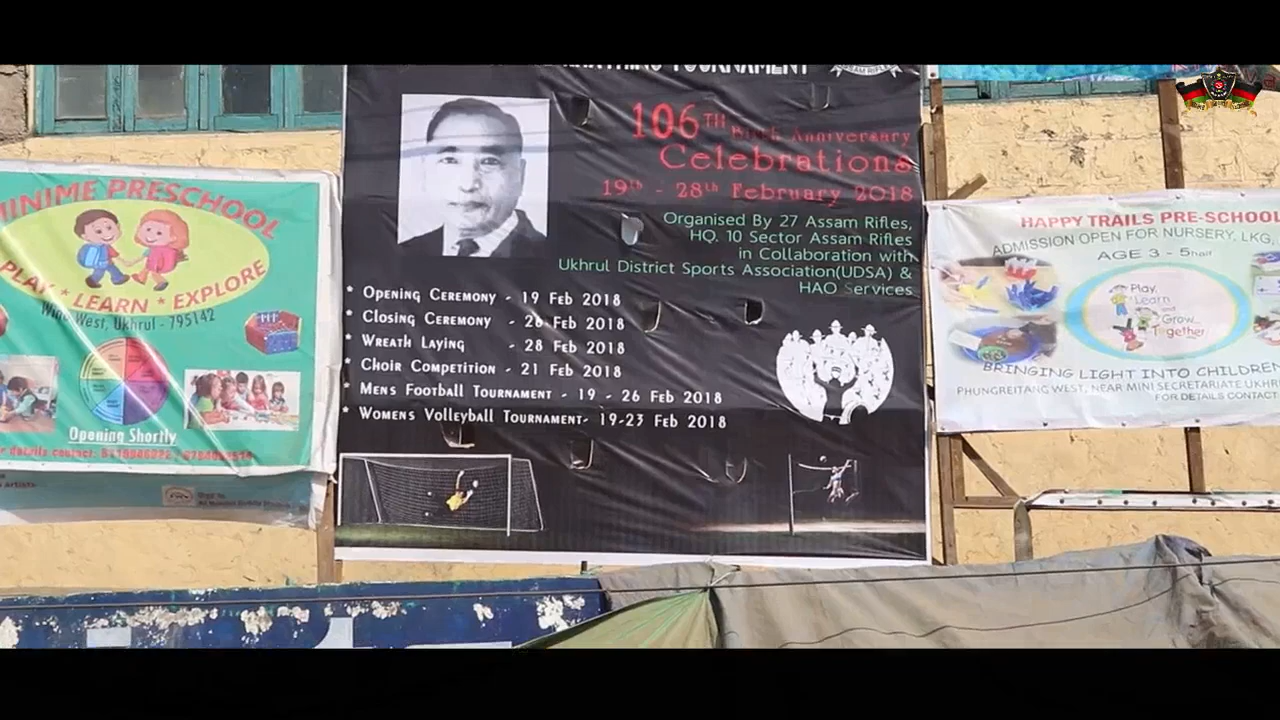 MINIME PRESCHOOL
PLAY * LEARN * EXPLORE
Wino West, Ukhrul - 795142
Opening Shortly
TOURNAMENT
106TH Birth Anniversary
Celebrations
19th - 28th February 2018
Organised By 27 Assam Rifles,
HQ. 10 Sector Assam Rifles
in Collaboration with
Ukhrul District Sports Association(UDSA) &
HAO Services
* Opening Ceremony - 19 Feb 2018
* Closing Ceremony - 28 Feb 2018
* Wreath Laying - 28 Feb 2018
* Choir Competition - 21 Feb 2018
* Mens Football Tournament - 19 - 26 Feb 2018
* Womens Volleyball Tournament- 19-23 Feb 2018
HAPPY TRAILS PRE-SCHOOL
ADMISSION OPEN FOR NURSERY, LKG,
AGE 3 - 5
Play,
Learn
and
Grow...
Together!
BRINGING LIGHT INTO CHILDREN
PHUNGREITANG WEST, NEAR MINI SECRETARIATE UKHR
FOR DETAILS CONTACT